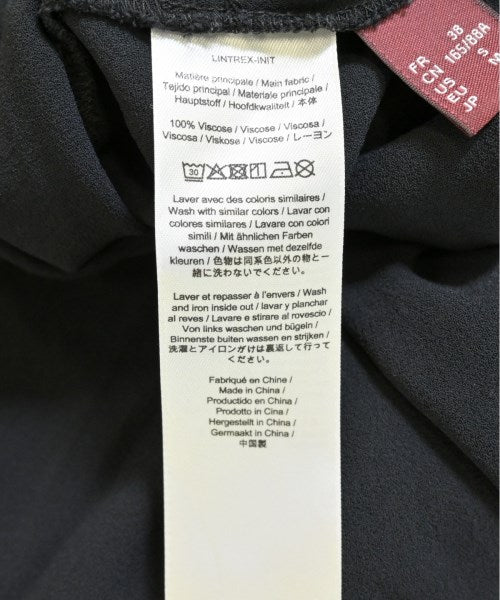 LINTREX-INIT
Matière principale / Main fabric /
Tejido principal / Materiale principale /
Hauptstoff / Hoofdkwaliteit / 本体
100% Viscose / Viscose / Viscosa /
Viscosa / Viskose / Viscose / レーヨン
30
Laver avec des coloris similaires /
Wash with similar colors / Lavar con
colores similares / Lavare con colori
simili / Mit ähnlichen Farben
waschen / Wassen met dezelfde
kleuren / 色物は同系色以外の物と一
緒に洗わないでください。
Laver et repasser à l'envers / Wash
and iron inside out / lavar y planchar
al reves / Lavare e stirare al rovescio /
Von links waschen und bügeln /
Binnenste buiten wassen en strijken /
洗濯とアイロンがけは裏返して行って
ください。
Fabriqué en Chine /
Made in China /
Producido en China /
Prodotto in Cina /
Hergestellt in China /
Germaakt in China /
中国製
FR 38
CN 165/88A
US S
EU M
JP